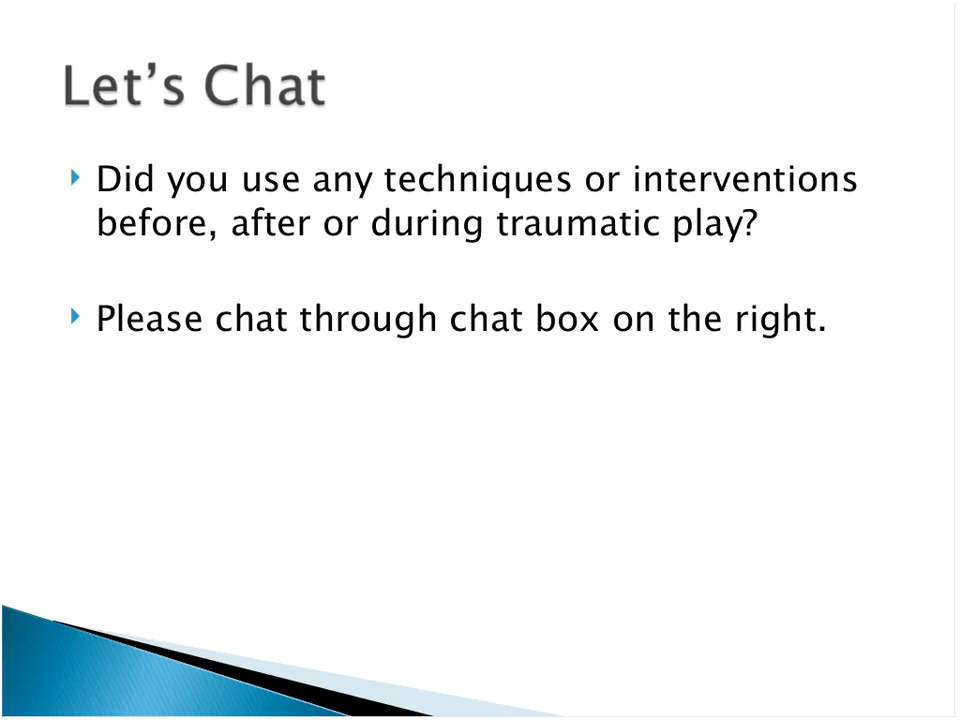 Let’s Chat
Did you use any techniques or interventions
before, after or during traumatic play?
Please chat through chat box on the right.